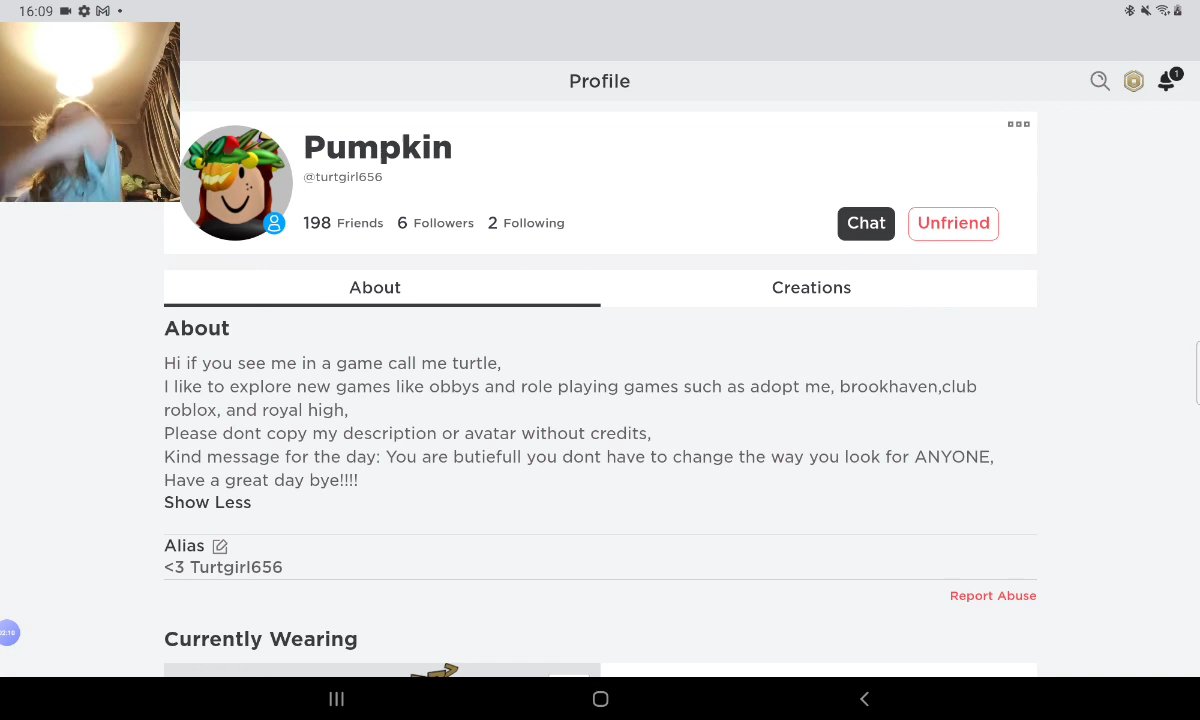 16:09
Profile
1
Pumpkin
@turtgirl656
198 Friends 6 Followers 2 Following
Chat
Unfriend
About
Creations
About
Hi if you see me in a game call me turtle,
I like to explore new games like obbys and role playing games such as adopt me, brookhaven,club
roblox, and royal high,
Please dont copy my description or avatar without credits,
Kind message for the day: You are butiefull you dont have to change the way you look for ANYONE,
Have a great day bye!!!!
Show Less
Alias
<3 Turtgirl656
Report Abuse
02:10
Currently Wearing